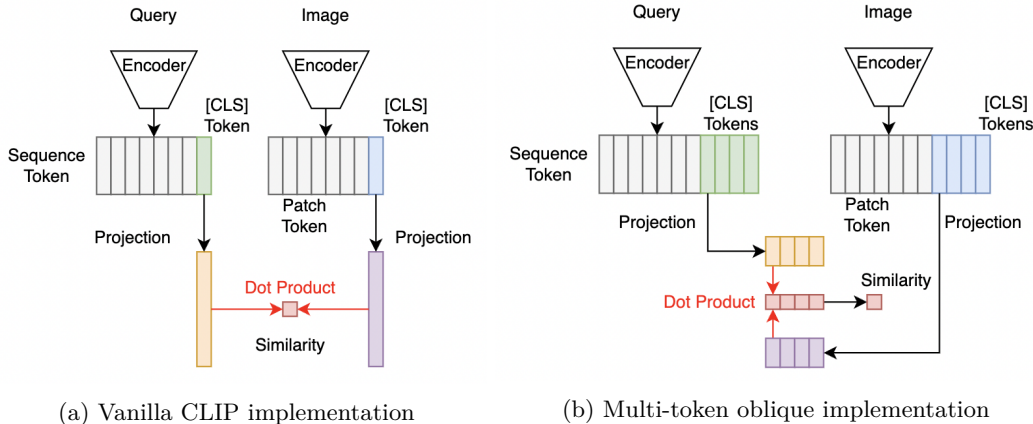 Query
Image
Encoder
Encoder
[CLS]
Token
[CLS]
Token
Sequence
Token
Patch
Token
Projection
Projection
Dot Product
Similarity
(a) Vanilla CLIP implementation
Query
Image
Encoder
Encoder
[CLS]
Tokens
[CLS]
Tokens
Sequence
Token
Patch
Token
Projection
Projection
Similarity
Dot Product
(b) Multi-token oblique implementation